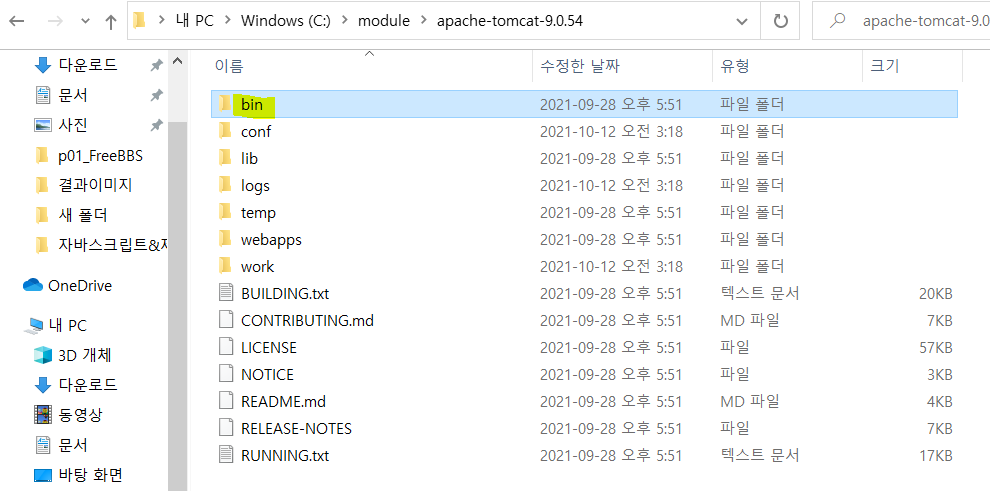 내 PC > Windows (C:) > module > apache-tomcat-9.0.54
apache-tomcat-9.0
다운로드
문서
사진
p01_FreeBBS
결과이미지
새 폴더
자바스크립트&
OneDrive
내 PC
3D 개체
다운로드
동영상
문서
바탕 화면
이름 수정한 날짜 유형 크기
bin 2021-09-28 오후 5:51 파일 폴더
conf 2021-10-12 오전 3:18 파일 폴더
lib 2021-09-28 오후 5:51 파일 폴더
logs 2021-10-12 오전 3:18 파일 폴더
temp 2021-09-28 오후 5:51 파일 폴더
webapps 2021-09-28 오후 5:51 파일 폴더
work 2021-10-12 오전 3:18 파일 폴더
BUILDING.txt 2021-09-28 오후 5:51 텍스트 문서 20KB
CONTRIBUTING.md 2021-09-28 오후 5:51 MD 파일 7KB
LICENSE 2021-09-28 오후 5:51 파일 57KB
NOTICE 2021-09-28 오후 5:51 파일 3KB
README.md 2021-09-28 오후 5:51 MD 파일 4KB
RELEASE-NOTES 2021-09-28 오후 5:51 파일 7KB
RUNNING.txt 2021-09-28 오후 5:51 텍스트 문서 17KB